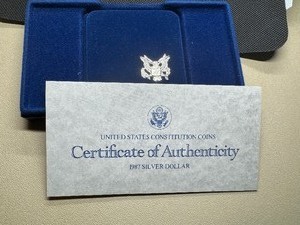 UNITED STATES CONSTITUTION COINS
Certificate of Authenticity
1987 SILVER DOLLAR